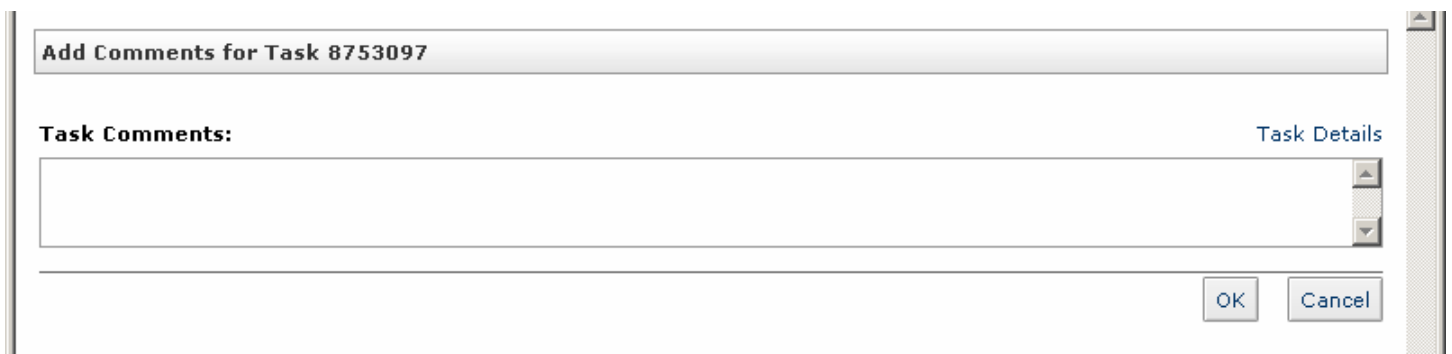 Add Comments for Task 8753097
Task Comments:
Task Details
OK
Cancel